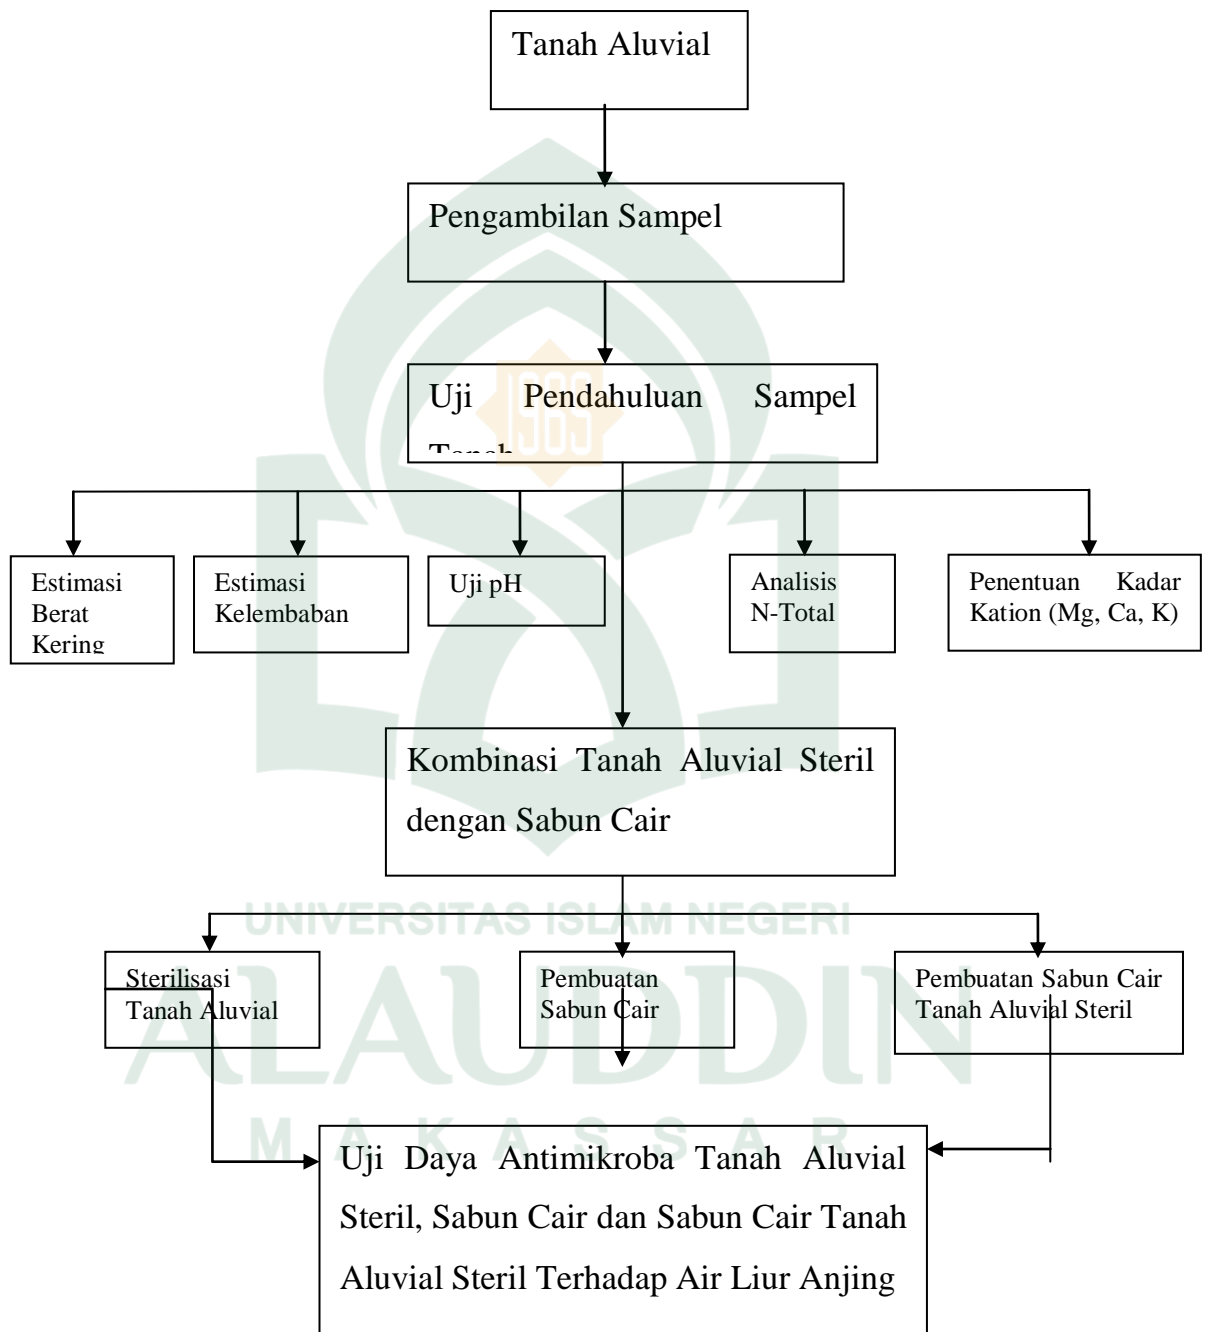 Tanah Aluvial
Pengambilan Sampel
Uji Pendahuluan Sampel
Tanah
Estimasi
Berat
Kering
Estimasi
Kelembaban
Uji pH
Analisis
N-Total
Penentuan Kadar
Kation (Mg, Ca, K)
Kombinasi Tanah Aluvial Steril
dengan Sabun Cair
UNIVERSITAS ISLAM NEGERI
Sterilisasi
Tanah Aluvial
Pembuatan
Sabun Cair
Pembuatan Sabun Cair
Tanah Aluvial Steril
ALAUDDIN
MAKASSAR
Uji Daya Antimikroba Tanah Aluvial
Steril, Sabun Cair dan Sabun Cair Tanah
Aluvial Steril Terhadap Air Liur Anjing
1965